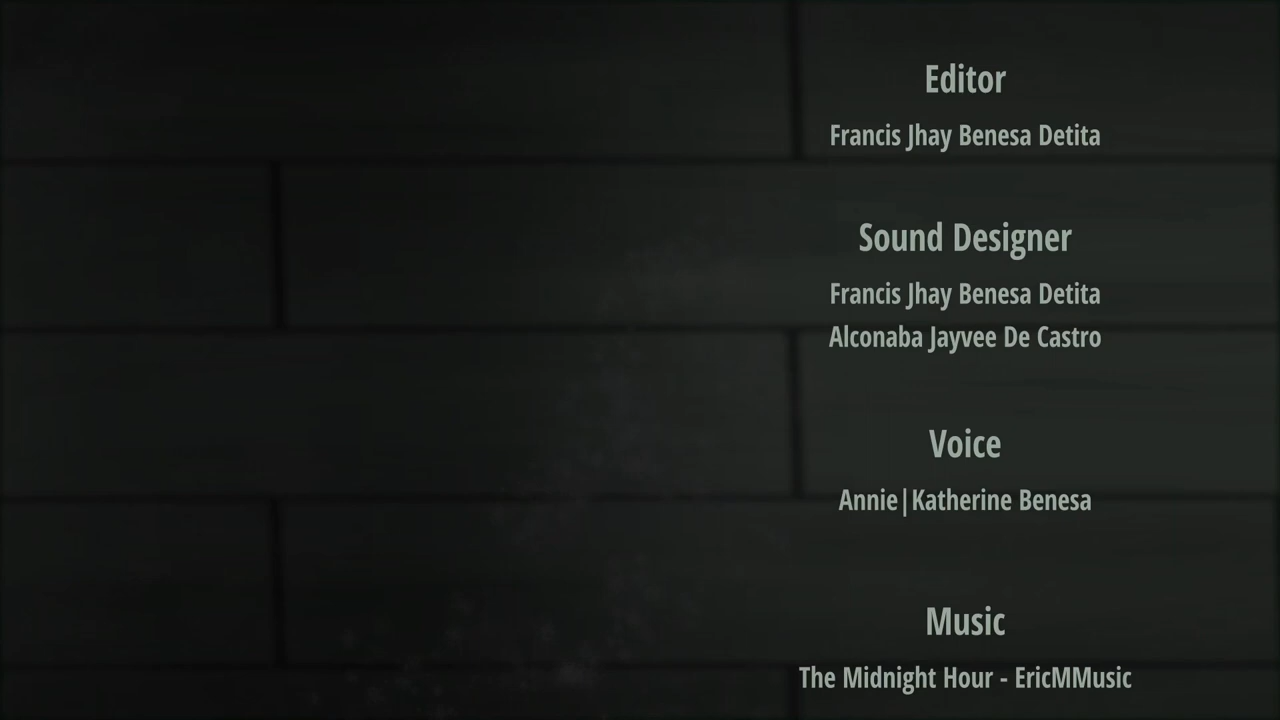 Editor
Francis Jhay Benesa Detita
Sound Designer
Francis Jhay Benesa Detita
Alconaba Jayvee De Castro
Voice
Annie|Katherine Benesa
Music
The Midnight Hour - EricMMusic